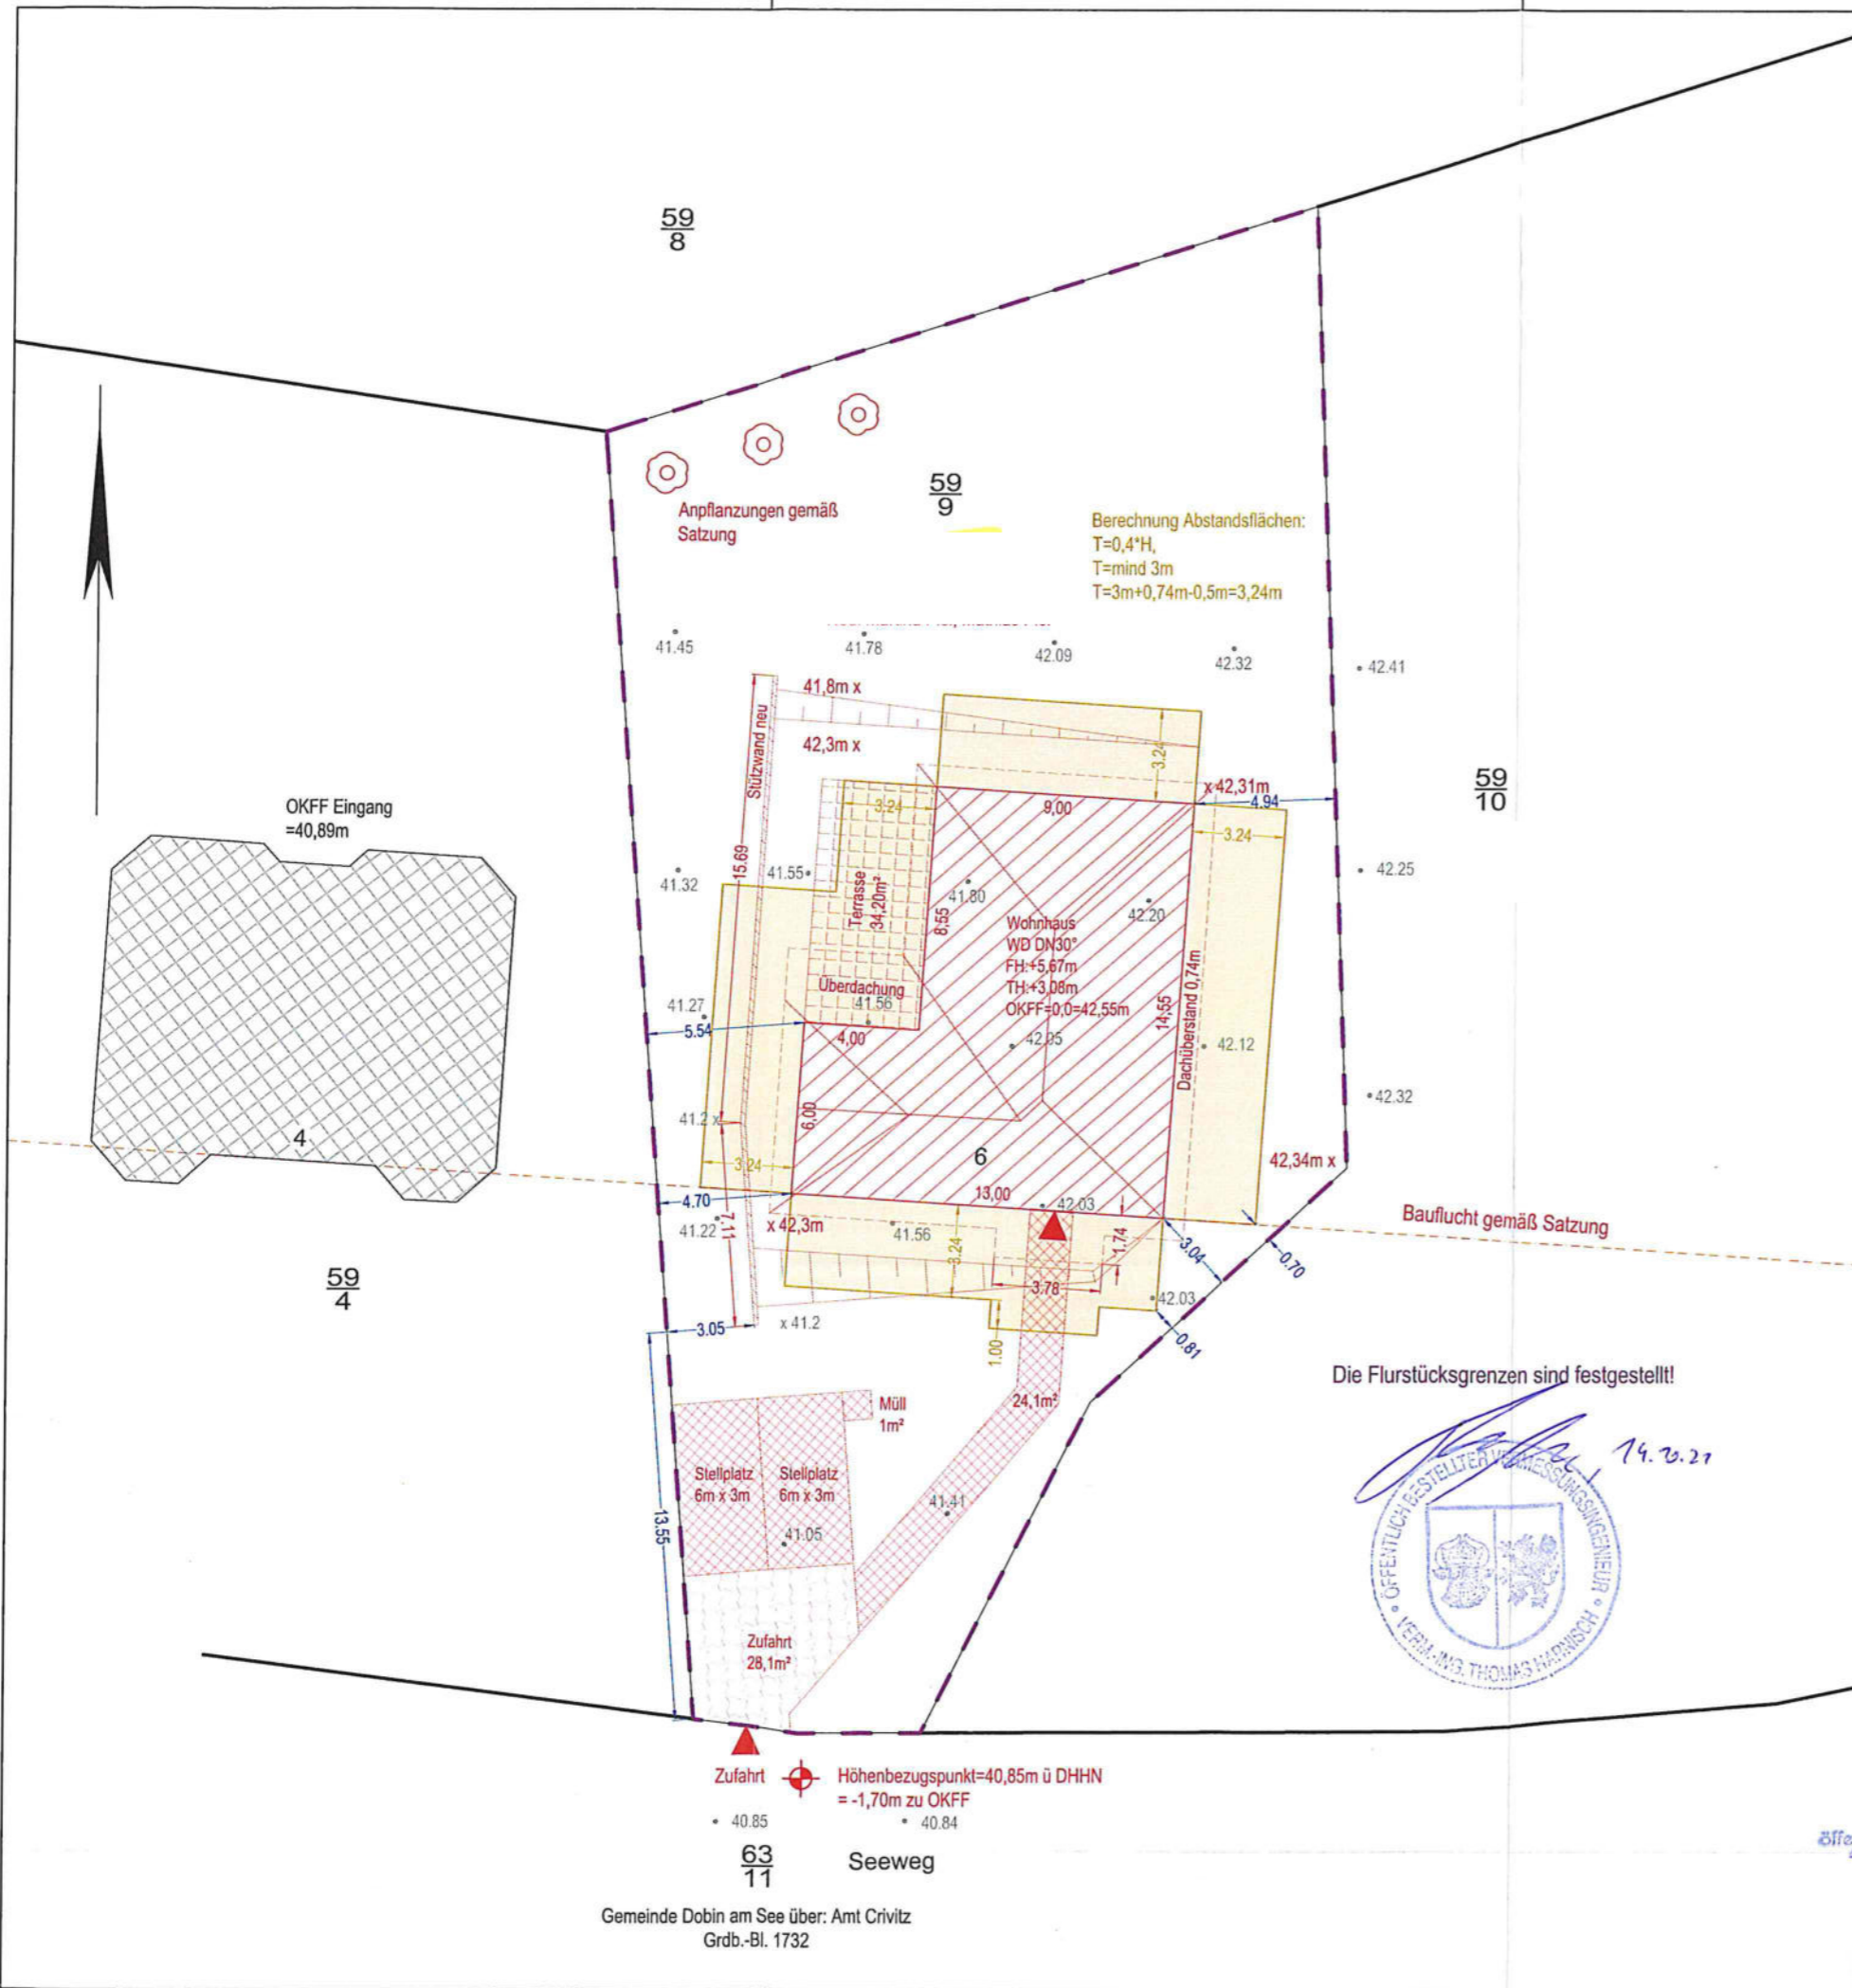 59
8
59
9
Anpflanzungen gemäß
Satzung
Berechnung Abstandsflächen:
T=0,4*H,
T=mind 3m
T=3m+0,74m-0,5m=3,24m
41.45
41.78
42.09
42.32
42.41
41,8m x
42,3m x
Stützwand neu
3.24
x 42,31m
4.94
59
10
OKFF Eingang
=40,89m
3.24
9,00
3.24
15.69
41.32
41.55
Terrasse
34,20m²
41.80
42.20
42.25
8,55
Wohnhaus
WD DN30°
FH:+5,67m
TH:+3,08m
OKFF=0,0=42,55m
Überdachung
41.56
41.27
5.54
4,00
42.05
14,55
Dachüberstand 0,74m
42.12
42.32
41.2 x
6,00
4
6
3.24
42,34m x
4.70
13,00
42.03
41.22
7.11
x 42,3m
41.56
3.24
1.74
3.04
0.70
Bauflucht gemäß Satzung
59
4
3.78
42.03
3.05
x 41.2
1.00
0.81
Die Flurstücksgrenzen sind festgestellt!
Müll
1m²
24,1m²
Stellplatz
6m x 3m
Stellplatz
6m x 3m
41.41
13.55
41.05
ÖFFENTLICH BESTELLTER VERMESSUNGSINGENIEUR
VERM.-ING. THOMAS HARNISCH
Zufahrt
28,1m²
Zufahrt
Höhenbezugspunkt=40,85m ü DHHN
= -1,70m zu OKFF
40.85
40.84
63
11
Seeweg
Gemeinde Dobin am See über: Amt Crivitz
Grdb.-Bl. 1732